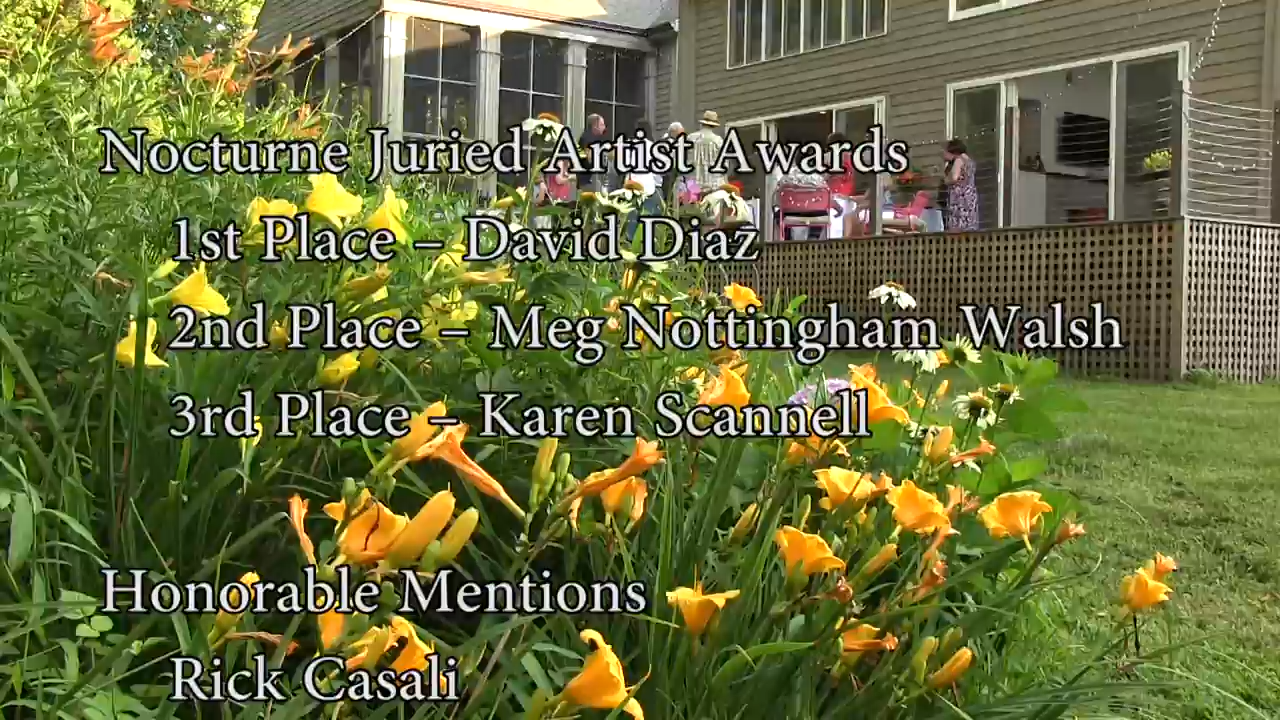 Nocturne Juried Artist Awards
1st Place – David Diaz
2nd Place – Meg Nottingham Walsh
3rd Place – Karen Scannell
Honorable Mentions
Rick Casali